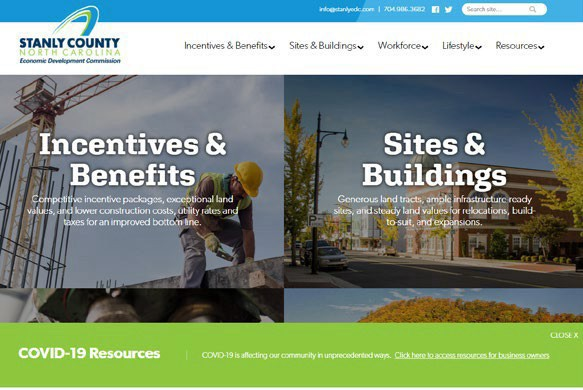 info@stanlyedc.com | 704.986.3682
Search site...
STANLY COUNTY
NORTH CAROLINA
Economic Development Commission
Incentives & Benefits Sites & Buildings Workforce Lifestyle Resources
Incentives &
Benefits
Competitive incentive packages, exceptional land
values, and lower construction costs, utility rates and
taxes for an improved bottom line.
Sites &
Buildings
Generous land tracts, ample infrastructure ready
sites, and steady land values for relocations, build-
to-suit, and expansions.
CLOSE X
COVID-19 Resources
COVID-19 is affecting our community in unprecedented ways. Click here to access resources for business owners